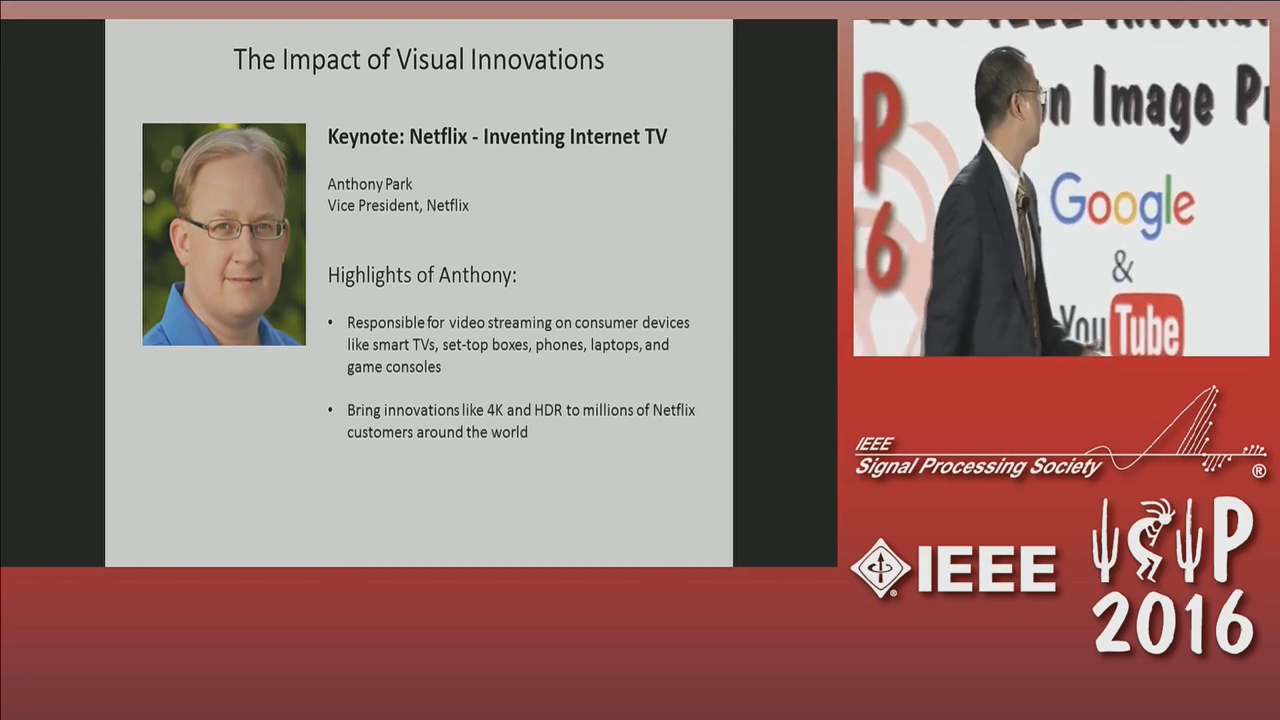 The Impact of Visual Innovations
Keynote: Netflix - Inventing Internet TV
Anthony Park
Vice President, Netflix
Highlights of Anthony:
• Responsible for video streaming on consumer devices
like smart TVs, set-top boxes, phones, laptops, and
game consoles
• Bring innovations like 4K and HDR to millions of Netflix
customers around the world
P
6
n Image Pr
Google
&
YouTube
IEEE
Signal Processing Society
®
IEEE
®
ICIP
2016